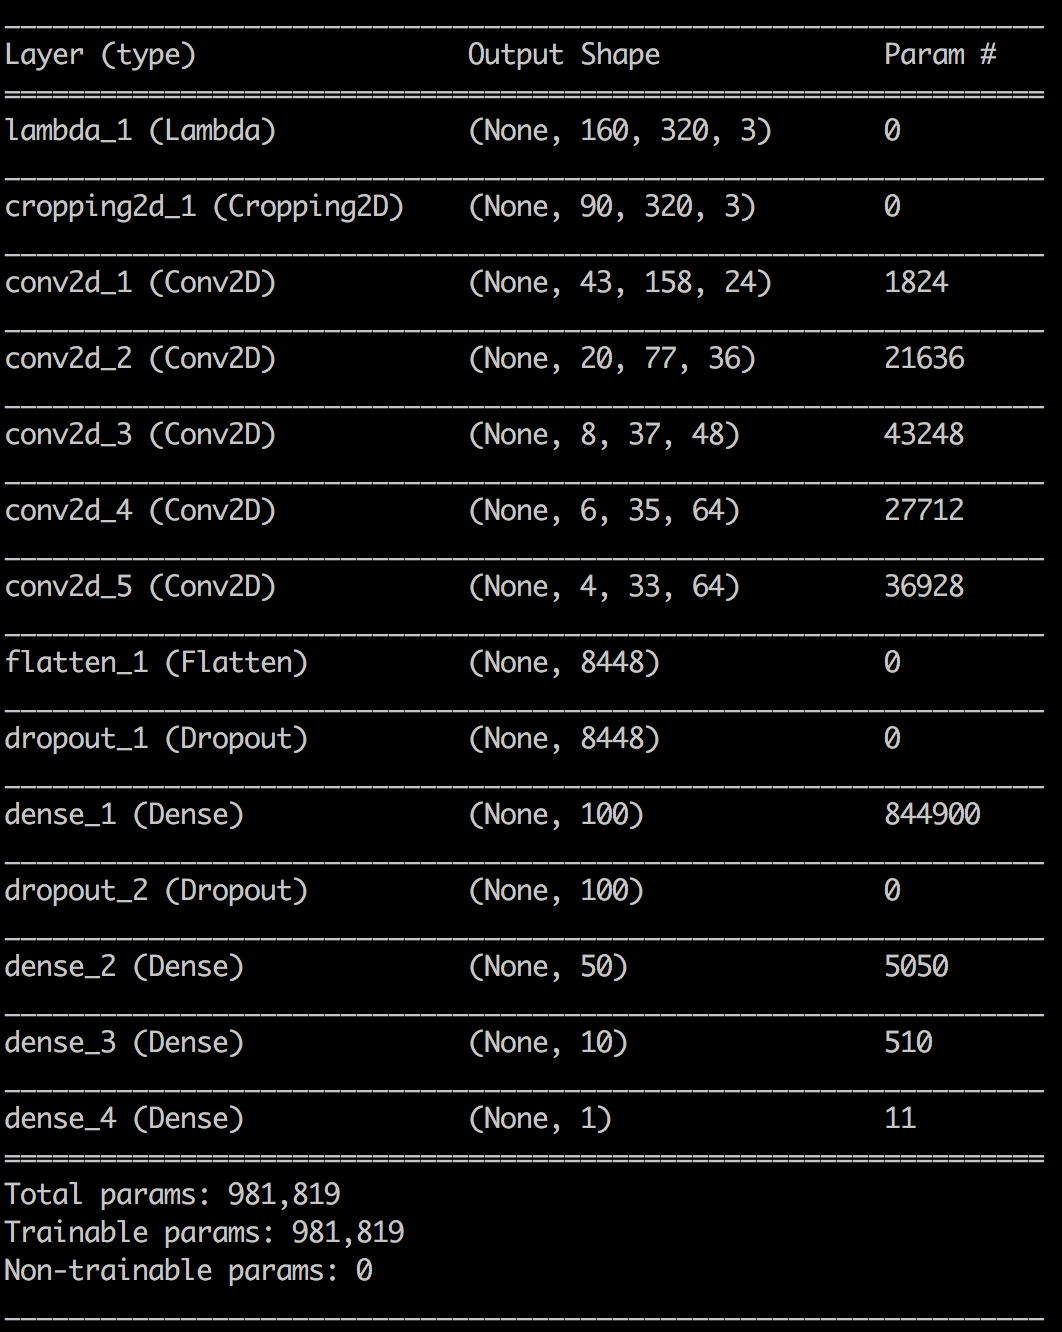 Layer (type) Output Shape Param #
lambda_1 (Lambda) (None, 160, 320, 3) 0
cropping2d_1 (Cropping2D) (None, 90, 320, 3) 0
conv2d_1 (Conv2D) (None, 43, 158, 24) 1824
conv2d_2 (Conv2D) (None, 20, 77, 36) 21636
conv2d_3 (Conv2D) (None, 8, 37, 48) 43248
conv2d_4 (Conv2D) (None, 6, 35, 64) 27712
conv2d_5 (Conv2D) (None, 4, 33, 64) 36928
flatten_1 (Flatten) (None, 8448) 0
dropout_1 (Dropout) (None, 8448) 0
dense_1 (Dense) (None, 100) 844900
dropout_2 (Dropout) (None, 100) 0
dense_2 (Dense) (None, 50) 5050
dense_3 (Dense) (None, 10) 510
dense_4 (Dense) (None, 1) 11
Total params: 981,819
Trainable params: 981,819
Non-trainable params: 0